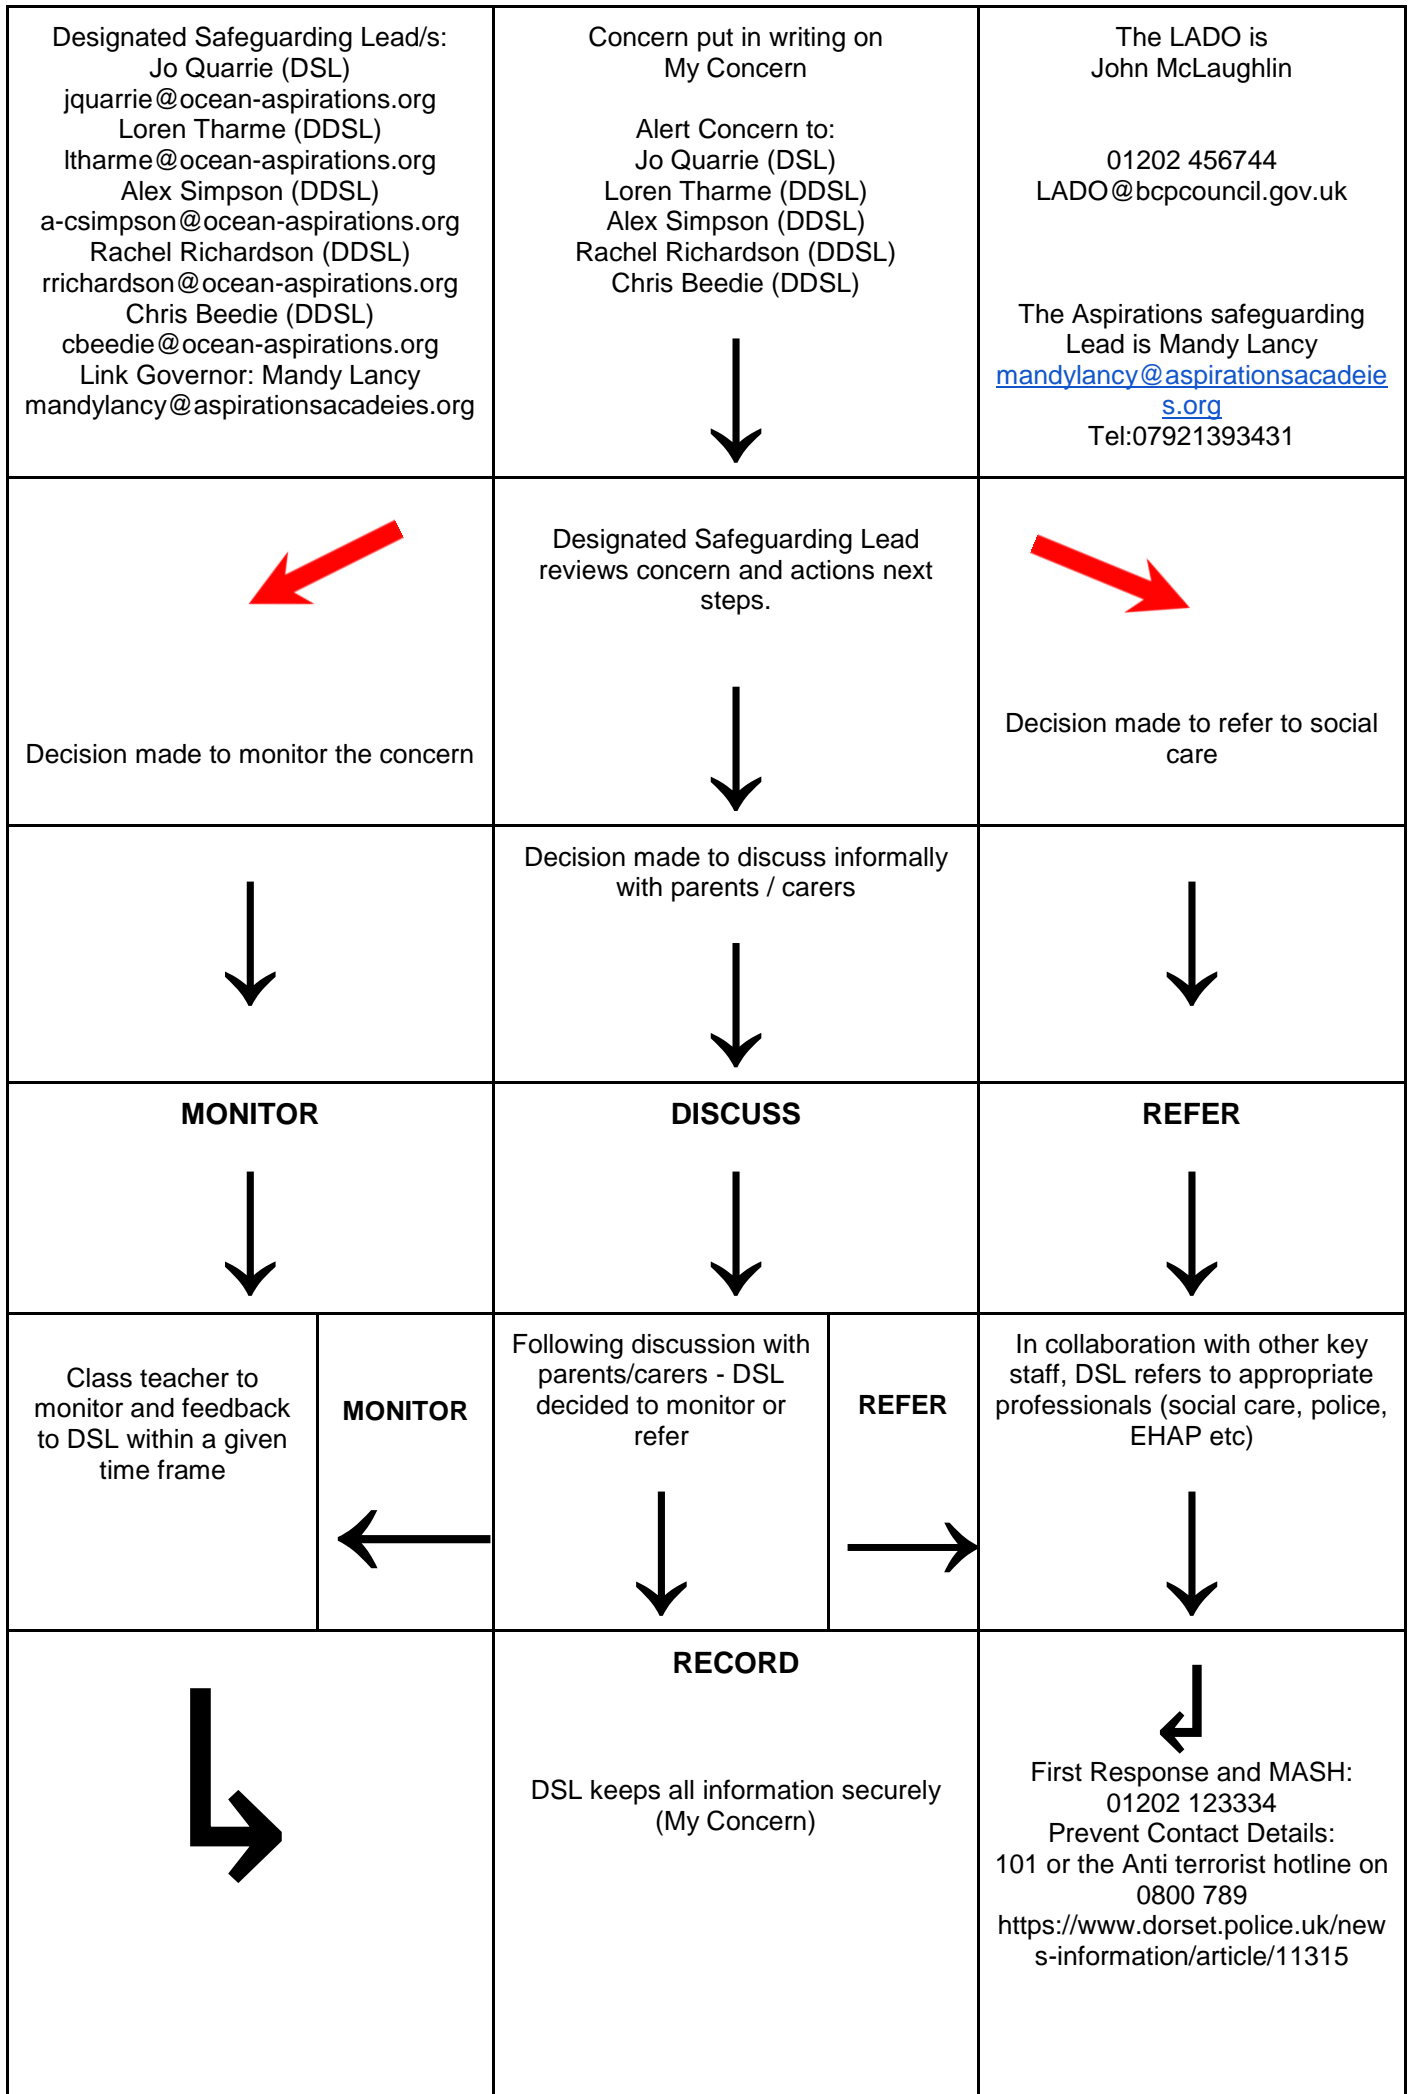 Designated Safeguarding Lead/s:
Jo Quarrie (DSL)
jquarrie@ocean-aspirations.org
Loren Tharme (DDSL)
ltharme@ocean-aspirations.org
Alex Simpson (DDSL)
a-csimpson@ocean-aspirations.org
Rachel Richardson (DDSL)
rrichardson@ocean-aspirations.org
Chris Beedie (DDSL)
cbeedie@ocean-aspirations.org
Link Governor: Mandy Lancy
mandylancy@aspirationsacadeies.org
Concern put in writing on
My Concern
Alert Concern to:
Jo Quarrie (DSL)
Loren Tharme (DDSL)
Alex Simpson (DDSL)
Rachel Richardson (DDSL)
Chris Beedie (DDSL)
The LADO is
John McLaughlin
01202 456744
LADO@bcpcouncil.gov.uk
The Aspirations safeguarding
Lead is Mandy Lancy
mandylancy@aspirationsacadeie
s.org
Tel:07921393431
Decision made to monitor the concern
Designated Safeguarding Lead
reviews concern and actions next
steps.
Decision made to refer to social
care
Decision made to discuss informally
with parents / carers
MONITOR
DISCUSS
REFER
Class teacher to
monitor and feedback
to DSL within a given
time frame
MONITOR
Following discussion with
parents/carers - DSL
decided to monitor or
refer
REFER
In collaboration with other key
staff, DSL refers to appropriate
professionals (social care, police,
EHAP etc)
RECORD
DSL keeps all information securely
(My Concern)
First Response and MASH:
01202 123334
Prevent Contact Details:
101 or the Anti terrorist hotline on
0800 789
https://www.dorset.police.uk/new
s-information/article/11315